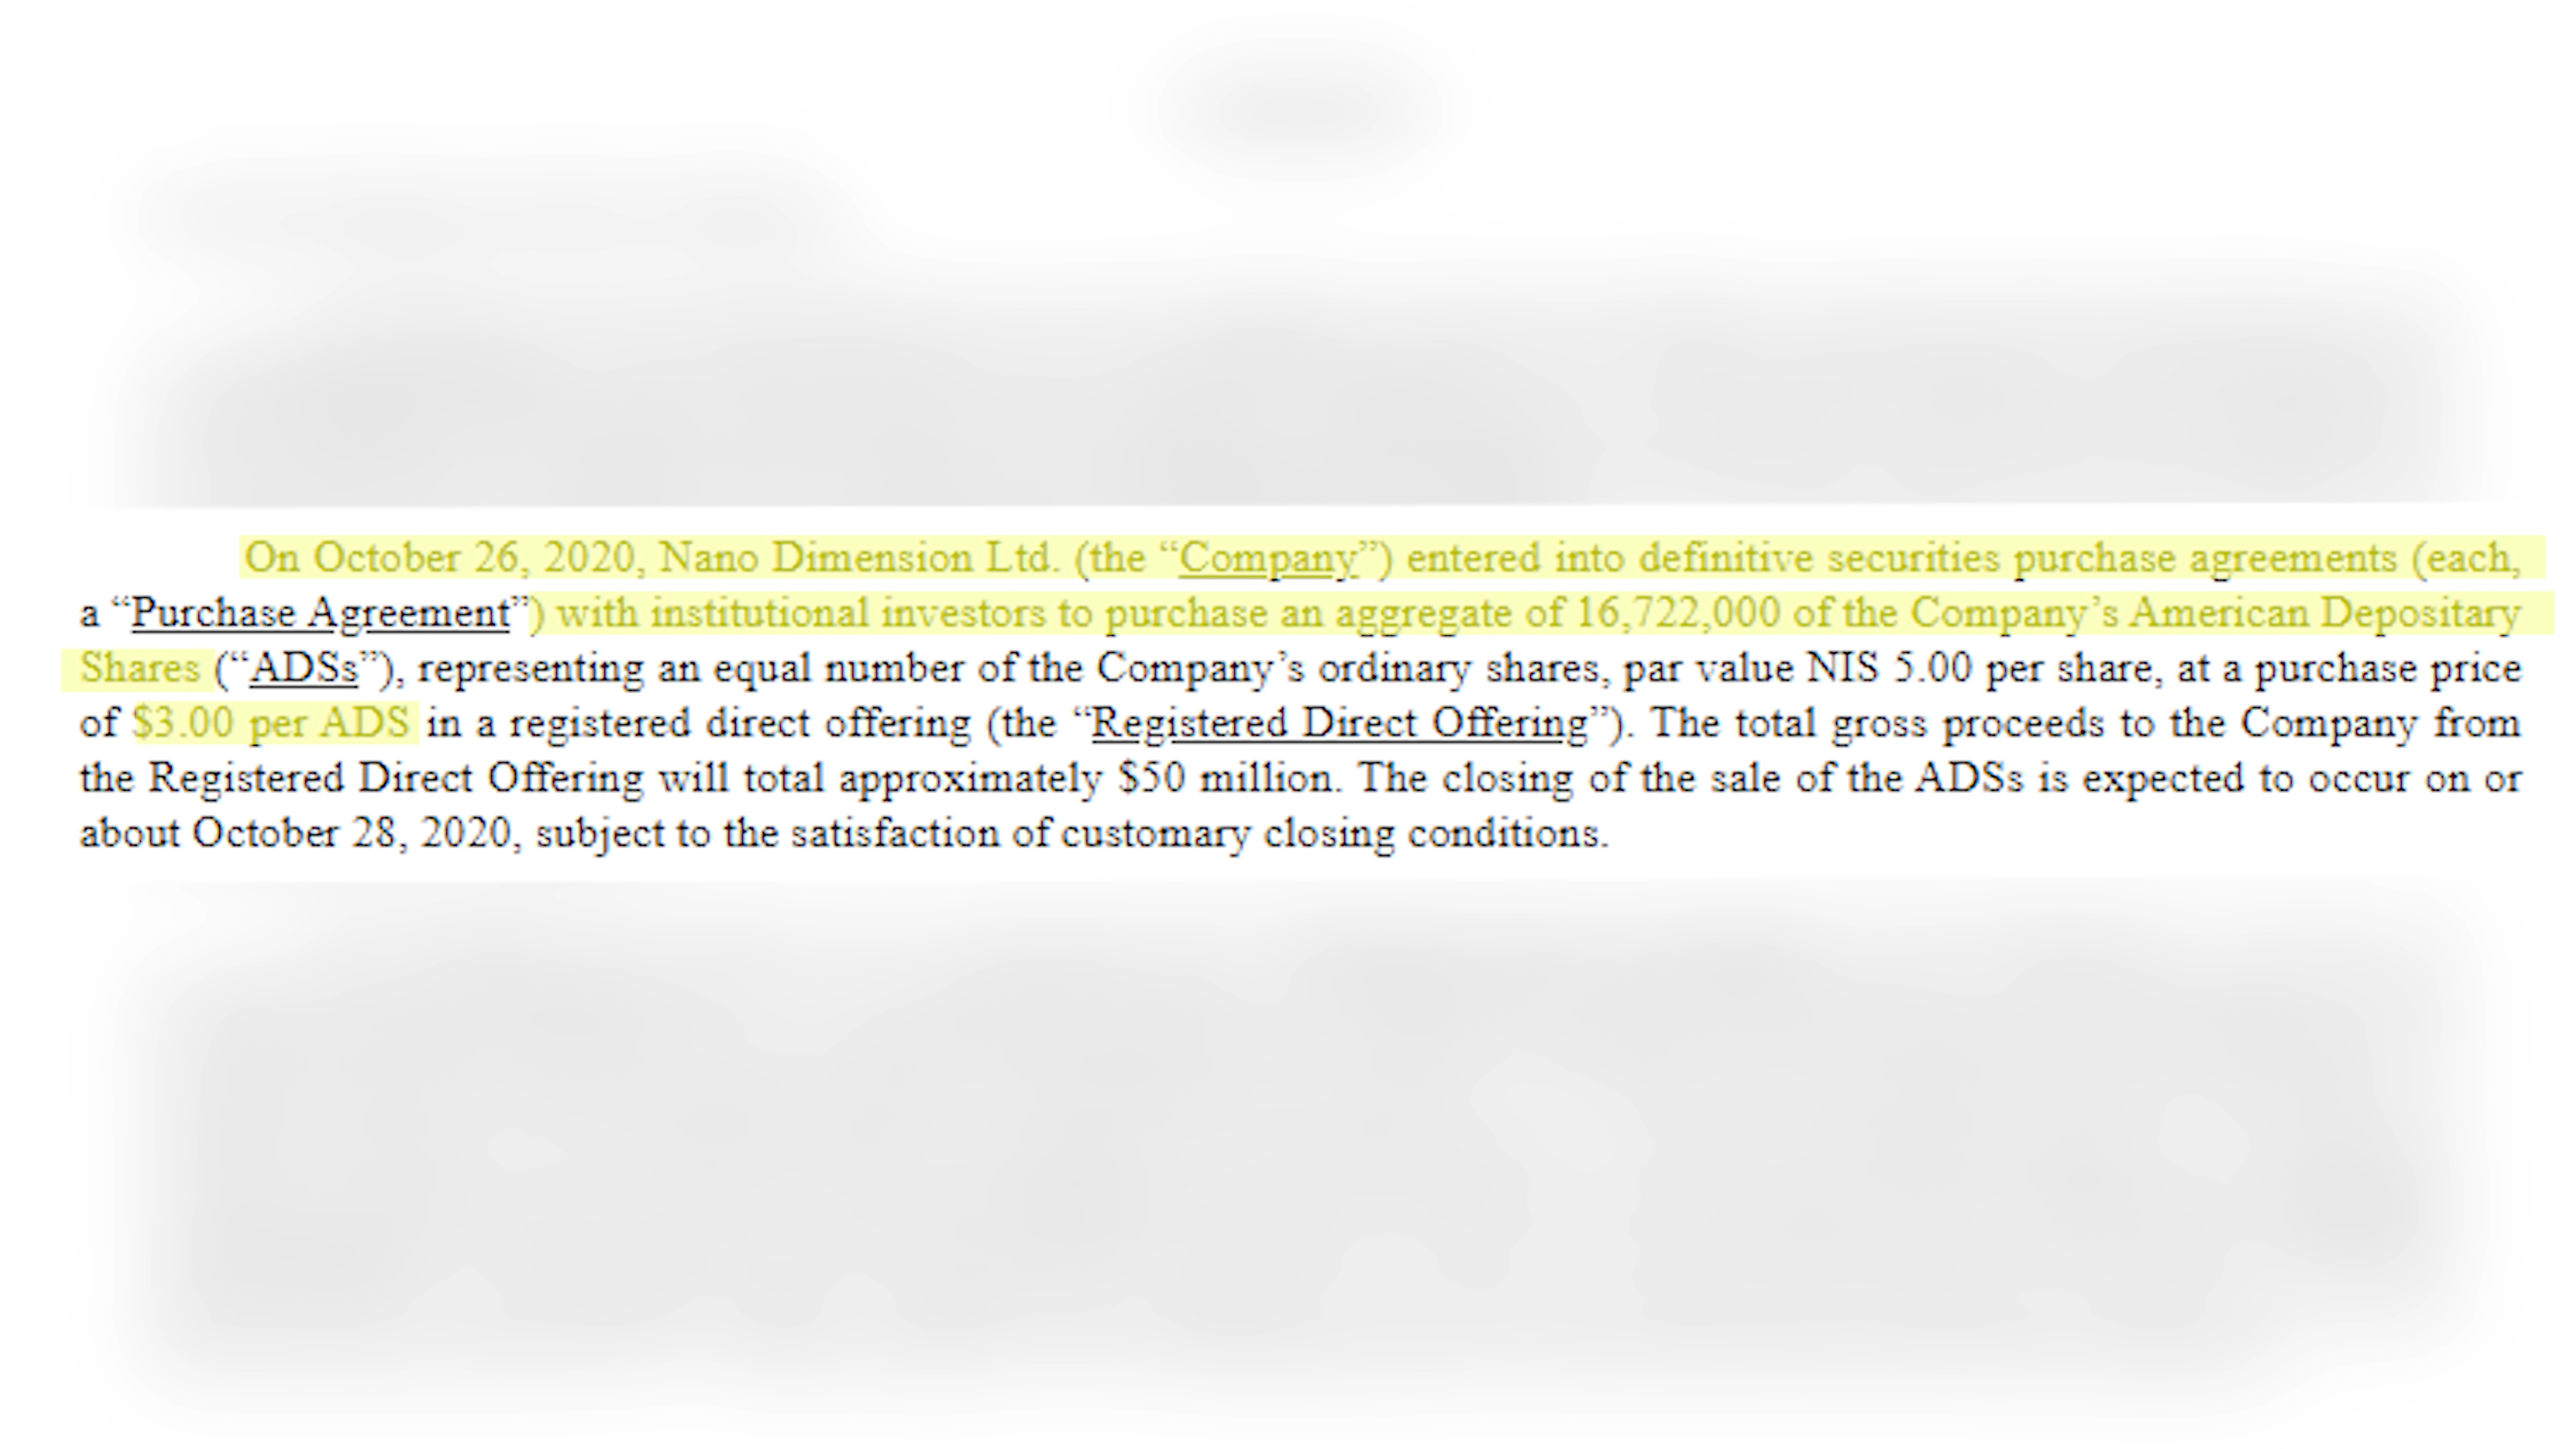 On October 26, 2020, Nano Dimension Ltd. (the “Company”) entered into definitive securities purchase agreements (each,
a “Purchase Agreement”) with institutional investors to purchase an aggregate of 16,722,000 of the Company’s American Depositary
Shares (“ADSs”), representing an equal number of the Company’s ordinary shares, par value NIS 5.00 per share, at a purchase price
of $3.00 per ADS in a registered direct offering (the “Registered Direct Offering”). The total gross proceeds to the Company from
the Registered Direct Offering will total approximately $50 million. The closing of the sale of the ADSs is expected to occur on or
about October 28, 2020, subject to the satisfaction of customary closing conditions.